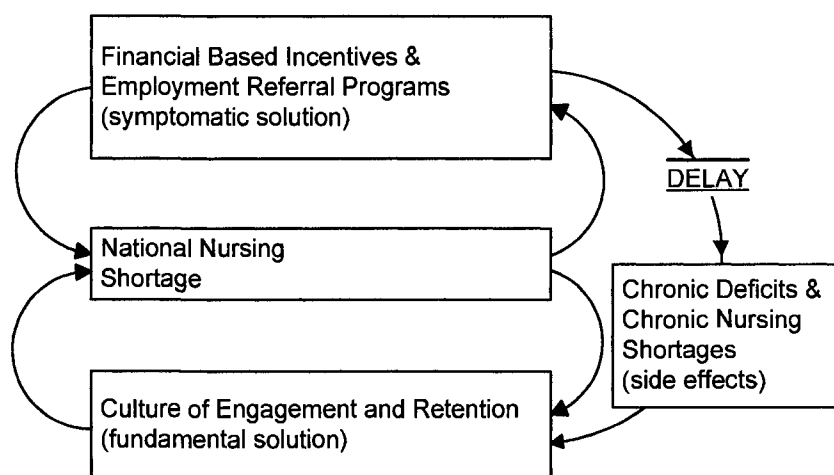 Financial Based Incentives &
Employment Referral Programs
(symptomatic solution)
DELAY
National Nursing
Shortage
Chronic Deficits &
Chronic Nursing
Shortages
(side effects)
Culture of Engagement and Retention
(fundamental solution)